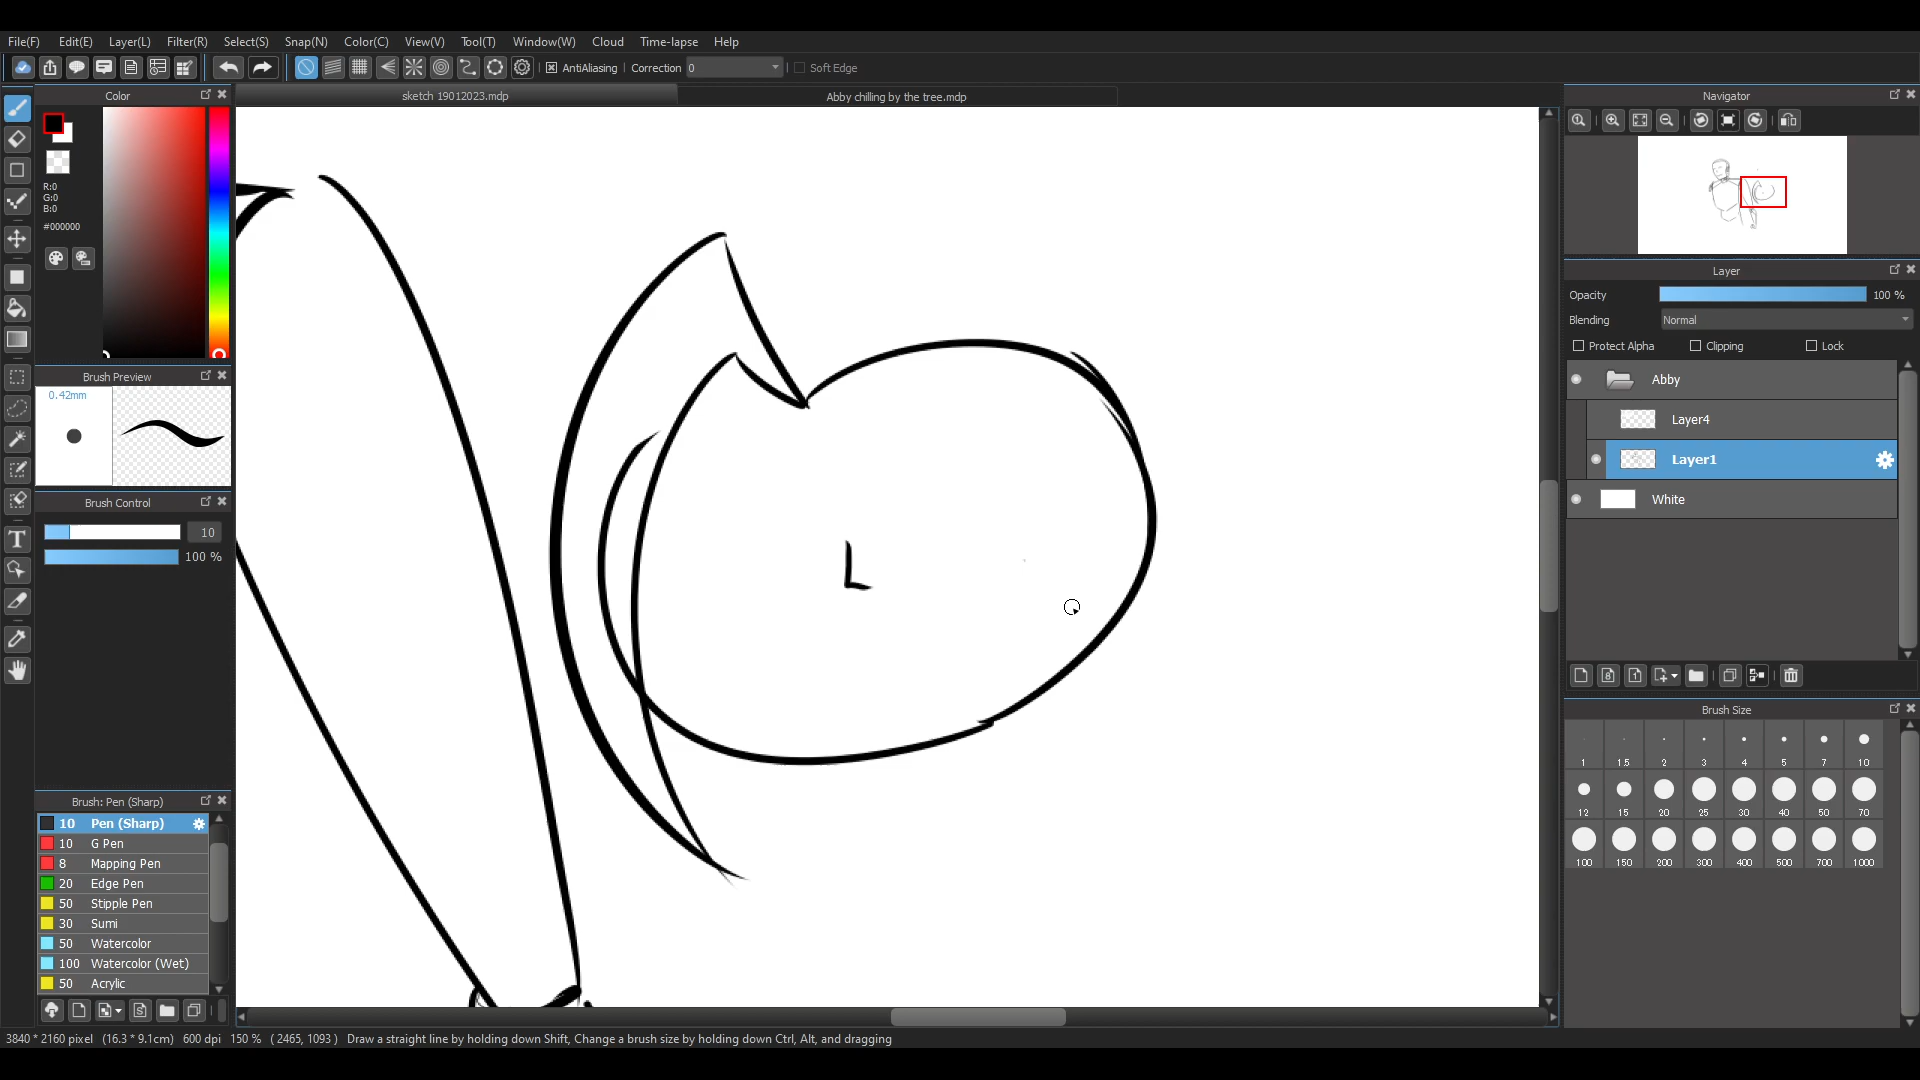 File(F) Edit(E) Layer(L) Filter(R) Select(S) Snap(N) Color(C) View(V) Tool(T) Window(W) Cloud Time-lapse Help
AntiAliasing Correction 0 Soft Edge
Color
R:0
G:0
B:0
#000000
Brush Preview
0.42mm
Brush Control
10
100 %
Brush: Pen (Sharp)
10 Pen (Sharp)
10 G Pen
8 Mapping Pen
20 Edge Pen
50 Stipple Pen
30 Sumi
50 Watercolor
100 Watercolor (Wet)
50 Acrylic
sketch 19012023.mdp
Abby chilling by the tree.mdp
L
Navigator
Layer
Opacity 100 %
Blending Normal
Protect Alpha Clipping Lock
Abby
Layer4
Layer1
White
Brush Size
1 1.5 2 3 4 5 7 10
12 15 20 25 30 40 50 70
100 150 200 300 400 500 700 1000
3840 * 2160 pixel (16.3 * 9.1cm) 600 dpi 150 % ( 2465, 1093 ) Draw a straight line by holding down Shift, Change a brush size by holding down Ctrl, Alt, and dragging